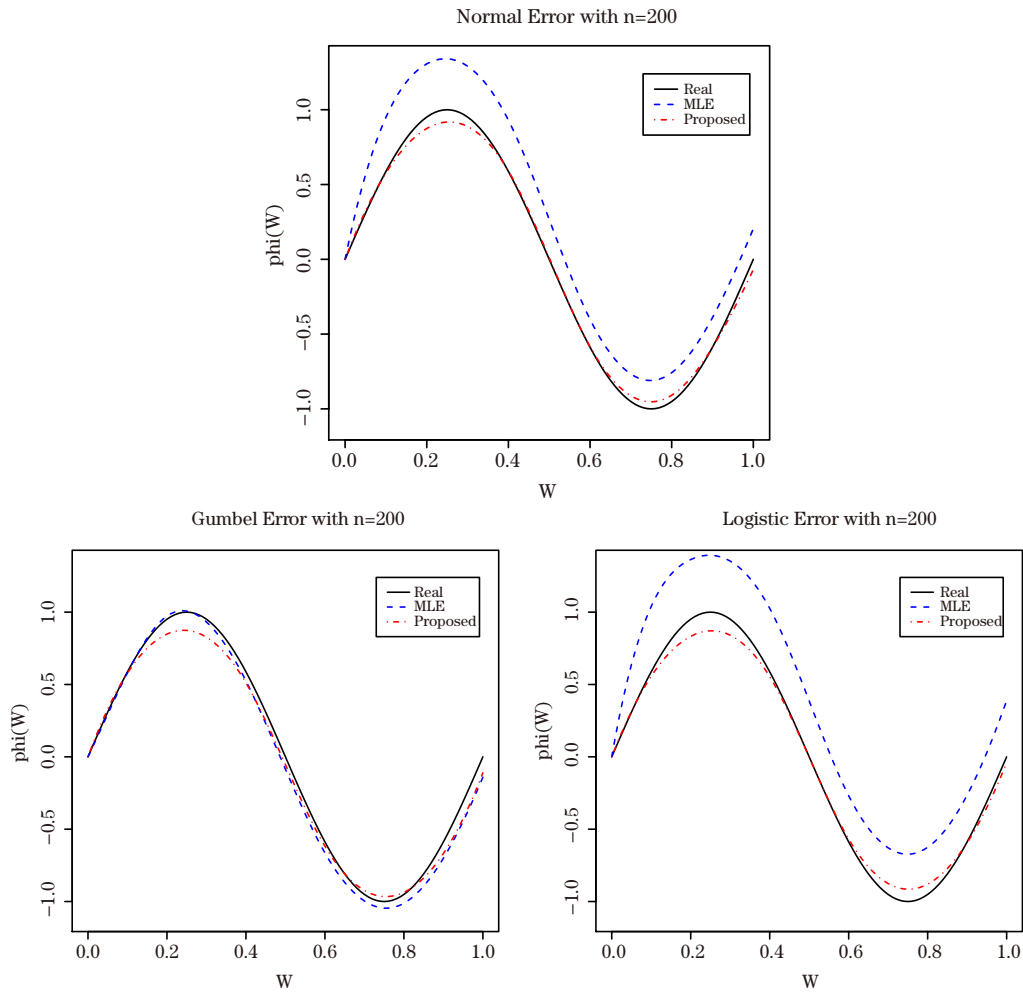 Normal Error with n=200
Real
MLE
Proposed
1.0
0.5
0.0
−0.5
−1.0
phi(W)
0.0 0.2 0.4 0.6 0.8 1.0
W
Gumbel Error with n=200
Real
MLE
Proposed
1.0
0.5
0.0
−0.5
−1.0
phi(W)
0.0 0.2 0.4 0.6 0.8 1.0
W
Logistic Error with n=200
Real
MLE
Proposed
1.0
0.5
0.0
−0.5
−1.0
phi(W)
0.0 0.2 0.4 0.6 0.8 1.0
W